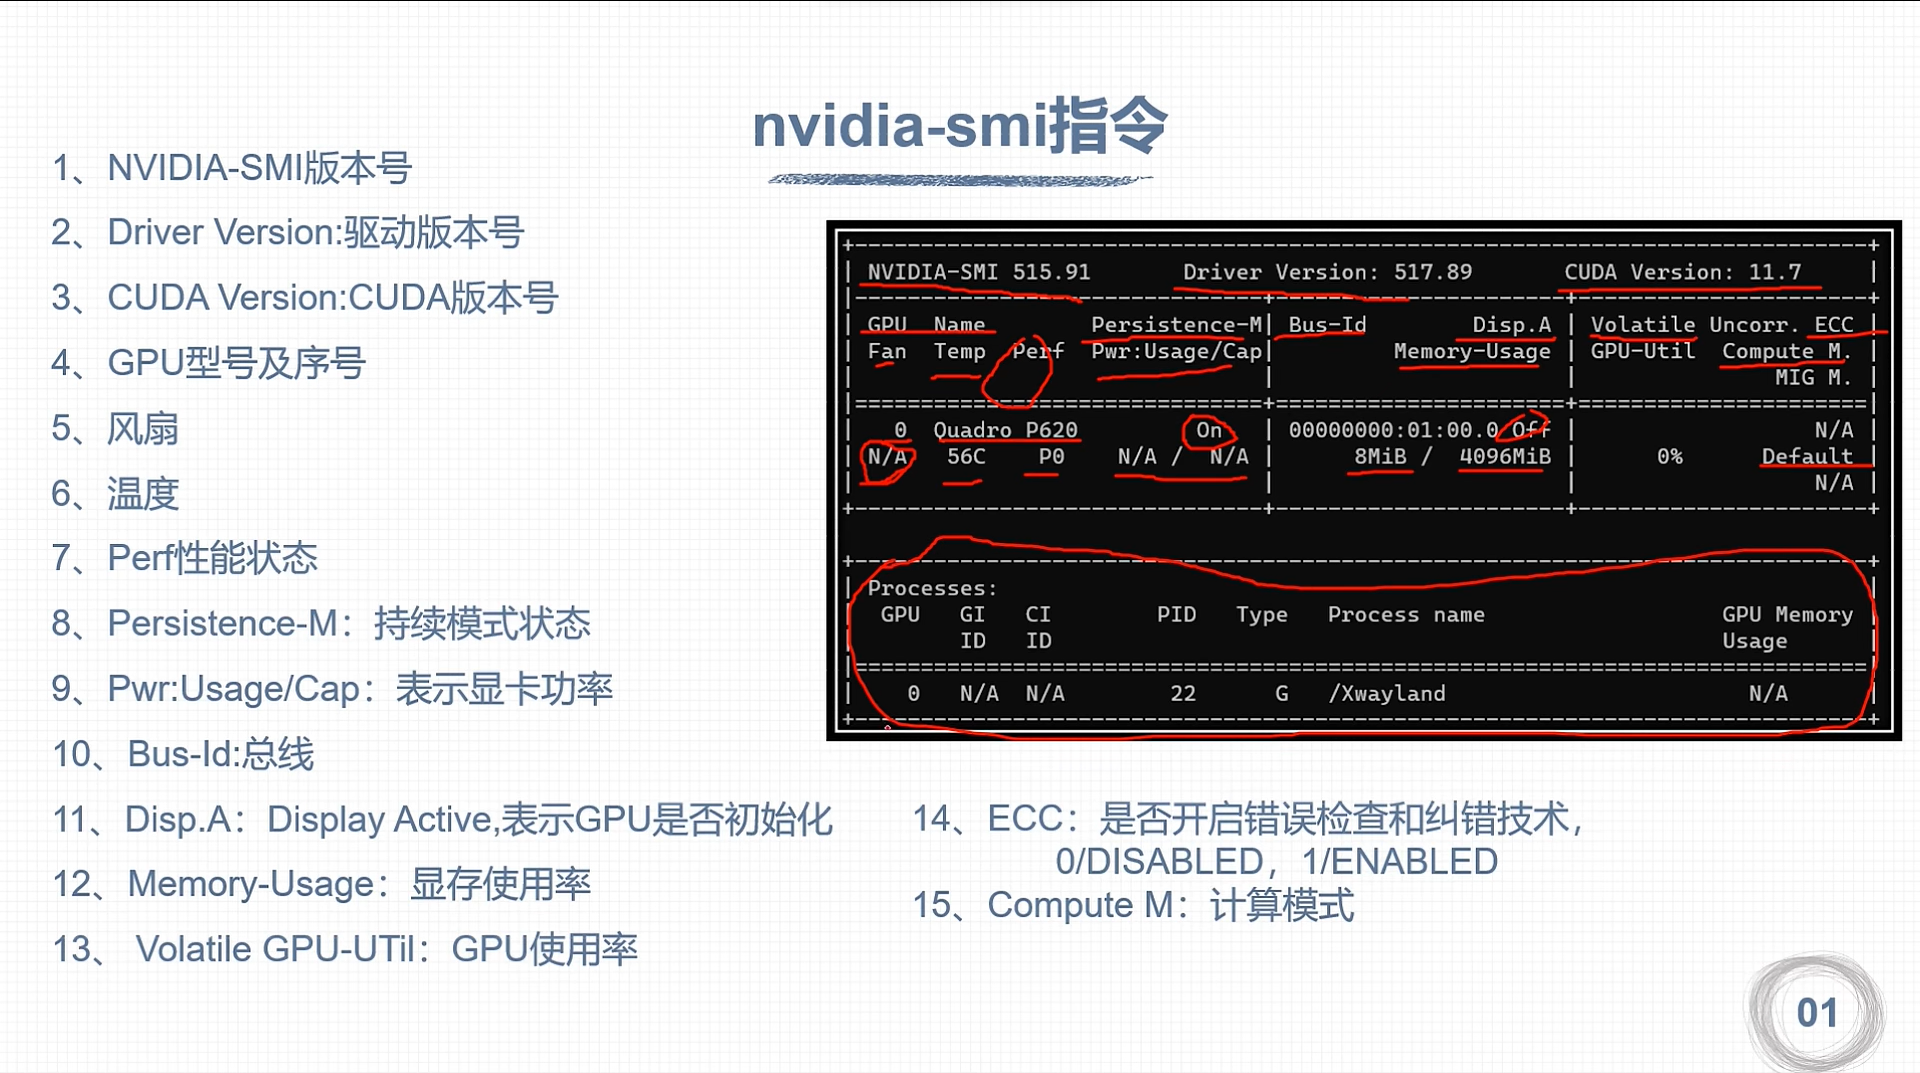 nvidia-smi指令
1、NVIDIA-SMI版本号
2、Driver Version:驱动版本号
3、CUDA Version:CUDA版本号
4、GPU型号及序号
5、风扇
6、温度
7、Perf性能状态
8、Persistence-M：持续模式状态
9、Pwr:Usage/Cap：表示显卡功率
10、Bus-Id:总线
11、Disp.A：Display Active,表示GPU是否初始化
12、Memory-Usage：显存使用率
13、 Volatile GPU-UTil：GPU使用率
NVIDIA-SMI 515.91 Driver Version: 517.89 CUDA Version: 11.7
GPU Name Persistence-M| Bus-Id Disp.A | Volatile Uncorr. ECC
Fan Temp Perf Pwr:Usage/Cap| Memory-Usage | GPU-Util Compute M.
MIG M.
0 Quadro P620 On | 00000000:01:00.0 Off | N/A
N/A 56C P0 N/A / N/A | 8MiB / 4096MiB | 0% Default
N/A
Processes:
GPU GI CI PID Type Process name GPU Memory
ID ID Usage
0 N/A N/A 22 G /Xwayland N/A
14、ECC：是否开启错误检查和纠错技术，
0/DISABLED，1/ENABLED
15、Compute M：计算模式
01